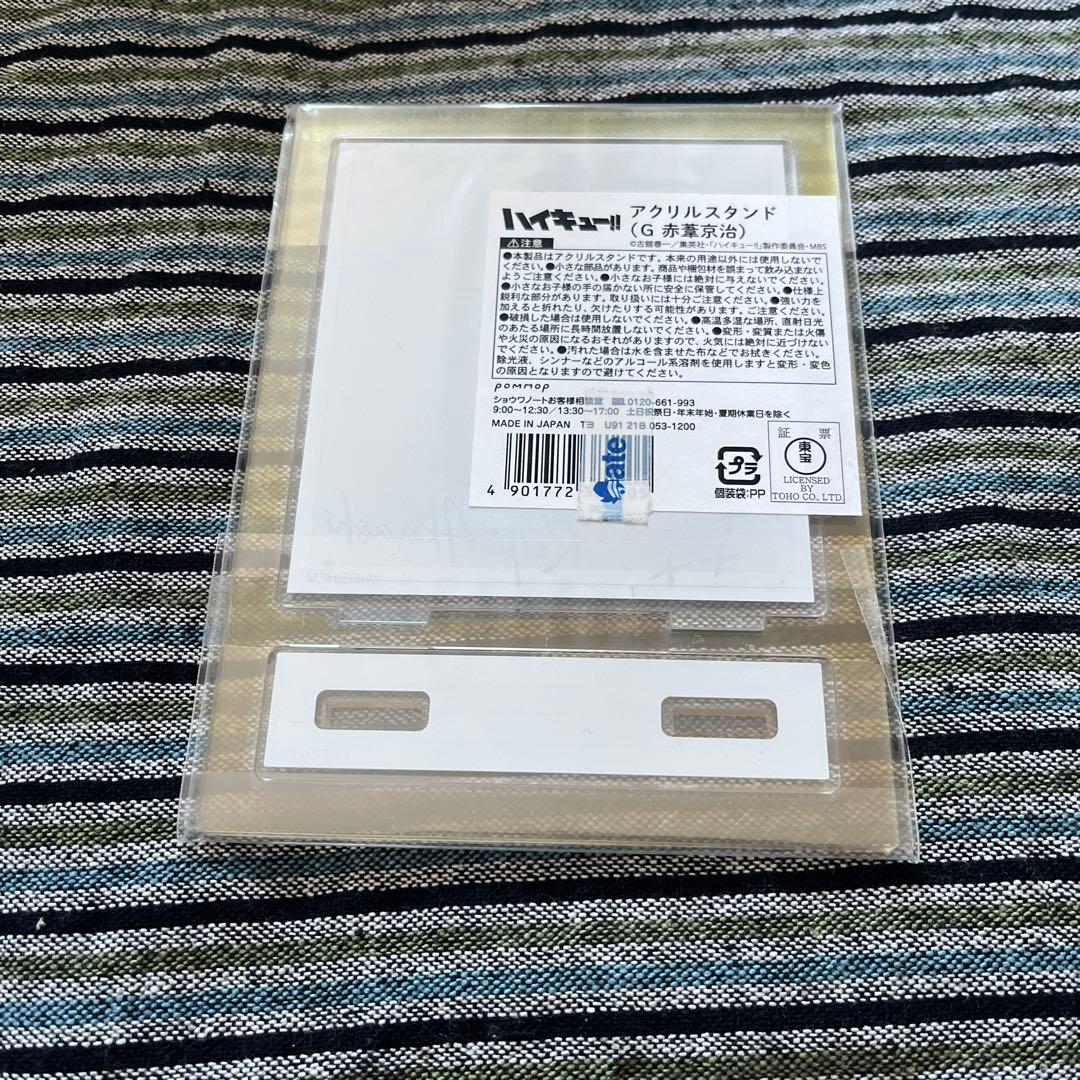 ハイキュー!!
アクリルスタンド
(G 赤葦京治)
©古舘春一/集英社・「ハイキュー!!」製作委員会・MBS
⚠注意
●本製品はアクリルスタンドです。本来の用途以外には使用しないで
ください。●小さな部品があります。商品や梱包材を誤まって飲み込まない
ようご注意ください。●小さなお子様には絶対に与えないでください。
●小さなお子様の手の届かない所に安全に保管してください。●仕様上
鋭利な部分があります。取り扱いには十分ご注意ください。●強い力を
加えると折れたり、欠けたりする可能性があります。ご注意ください。
●破損した場合は使用しないでください。●高温多湿な場所、直射日光
のあたる場所に長時間放置しないでください。●変形・変質または火傷
や火災の原因になるおそれがありますので、火気には絶対に近づけない
でください。●汚れた場合は水を含ませた布などでお拭きください。
除光液、シンナーなどのアルコール系溶剤を使用しますと変形・変色
の原因となりますので避けてください。
pommop
ショウワノートお客様相談室 0120-661-993
9:00～12:30/13:30～17:00 土日祝祭日・年末年始・夏期休業日を除く
MADE IN JAPAN Tヨ U91 21B 053-1200
4 901772
ate
プラ
個装袋:PP
証 票
東宝
LICENSED
BY
TOHO CO., LTD.
Akaashi